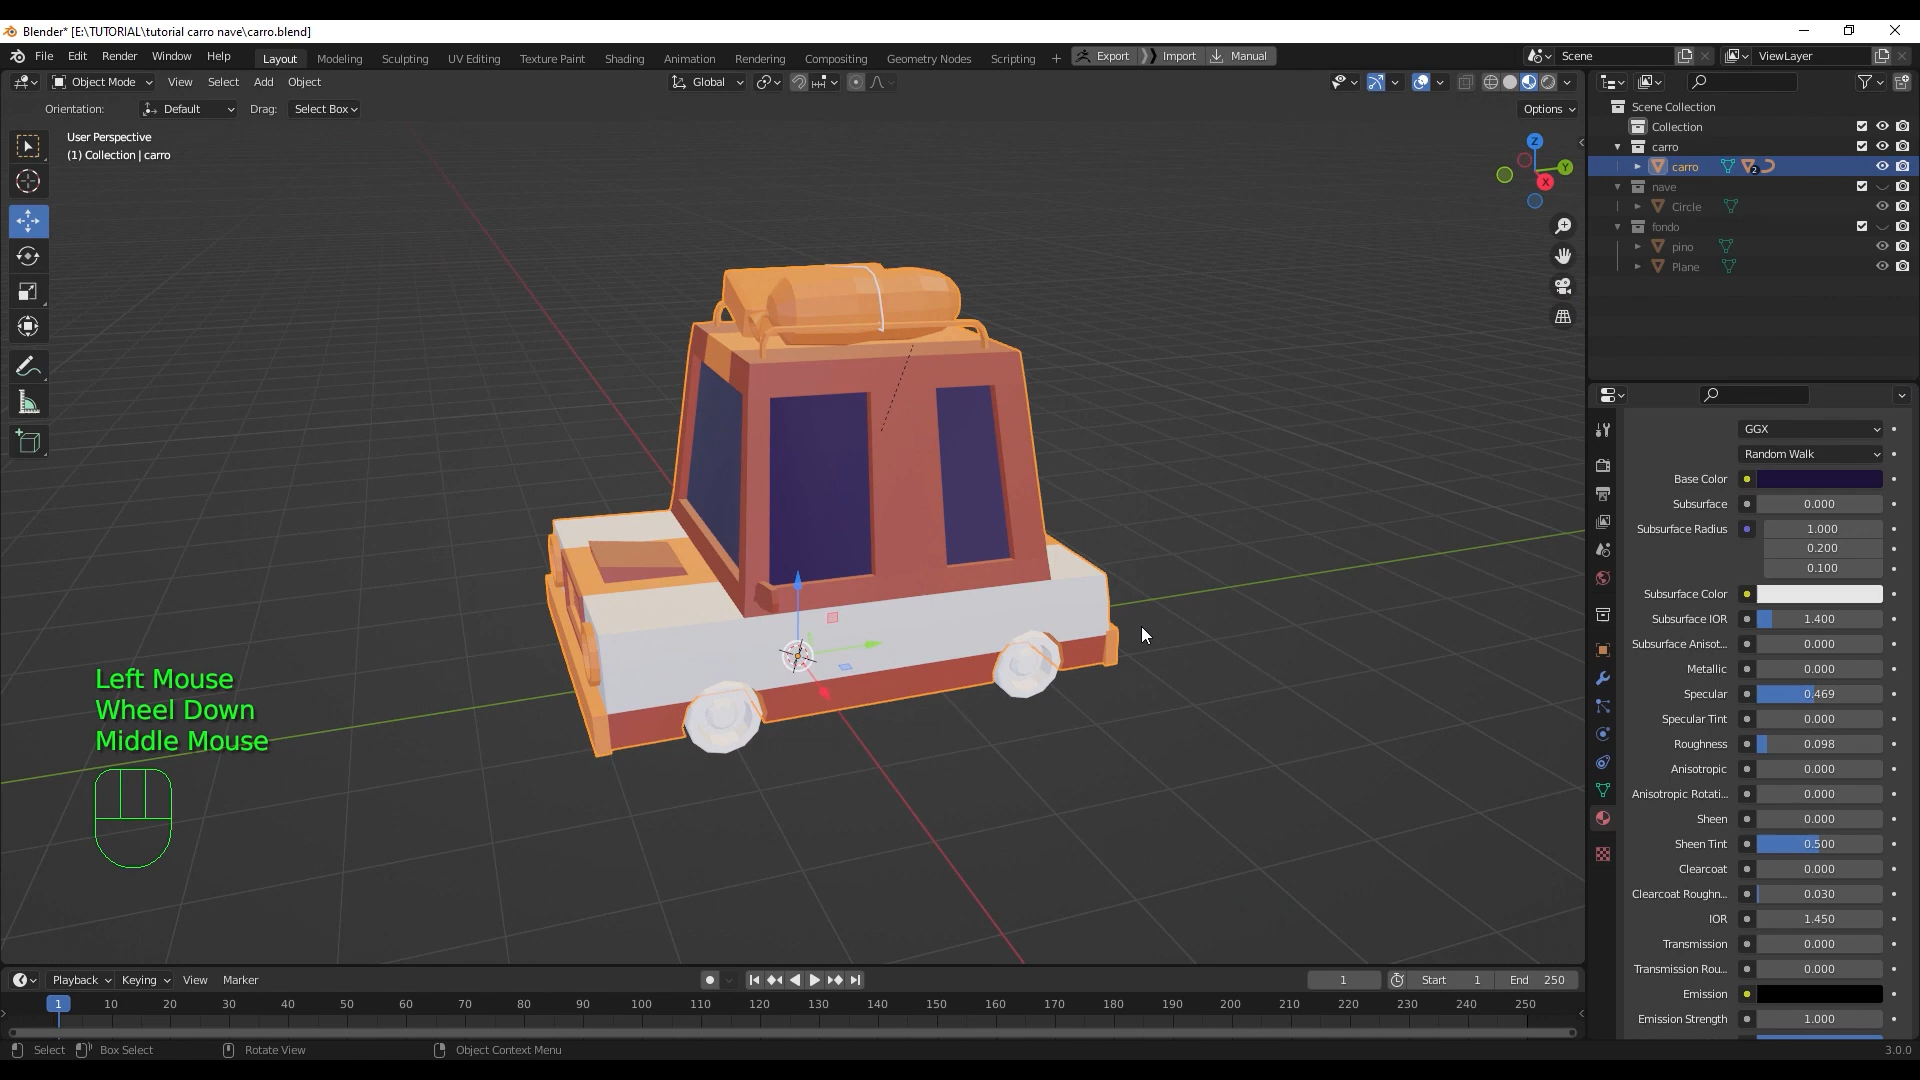 Blender* [E:\TUTORIAL\tutorial carro nave\carro.blend]
File Edit Render Window Help Layout Modeling Sculpting UV Editing Texture Paint Shading Animation Rendering Compositing Geometry Nodes Scripting + Export Import Manual Scene ViewLayer
Object Mode View Select Add Object Global
Orientation: Default Drag: Select Box Options
User Perspective
(1) Collection | carro
Z
Y
X
Scene Collection
Collection
carro
carro 2
nave
Circle
fondo
pino
Plane
GGX
Random Walk
Base Color
Subsurface 0.000
Subsurface Radius 1.000
0.200
0.100
Subsurface Color
Subsurface IOR 1.400
Subsurface Anisot... 0.000
Metallic 0.000
Specular 0.469
Specular Tint 0.000
Roughness 0.098
Anisotropic 0.000
Anisotropic Rotati... 0.000
Sheen 0.000
Sheen Tint 0.500
Clearcoat 0.000
Clearcoat Roughn... 0.030
IOR 1.450
Transmission 0.000
Transmission Rou... 0.000
Emission
Emission Strength 1.000
Left Mouse
Wheel Down
Middle Mouse
Playback Keying View Marker 1 Start 1 End 250
1 10 20 30 40 50 60 70 80 90 100 110 120 130 140 150 160 170 180 190 200 210 220 230 240 250
Select Box Select Rotate View Object Context Menu 3.0.0